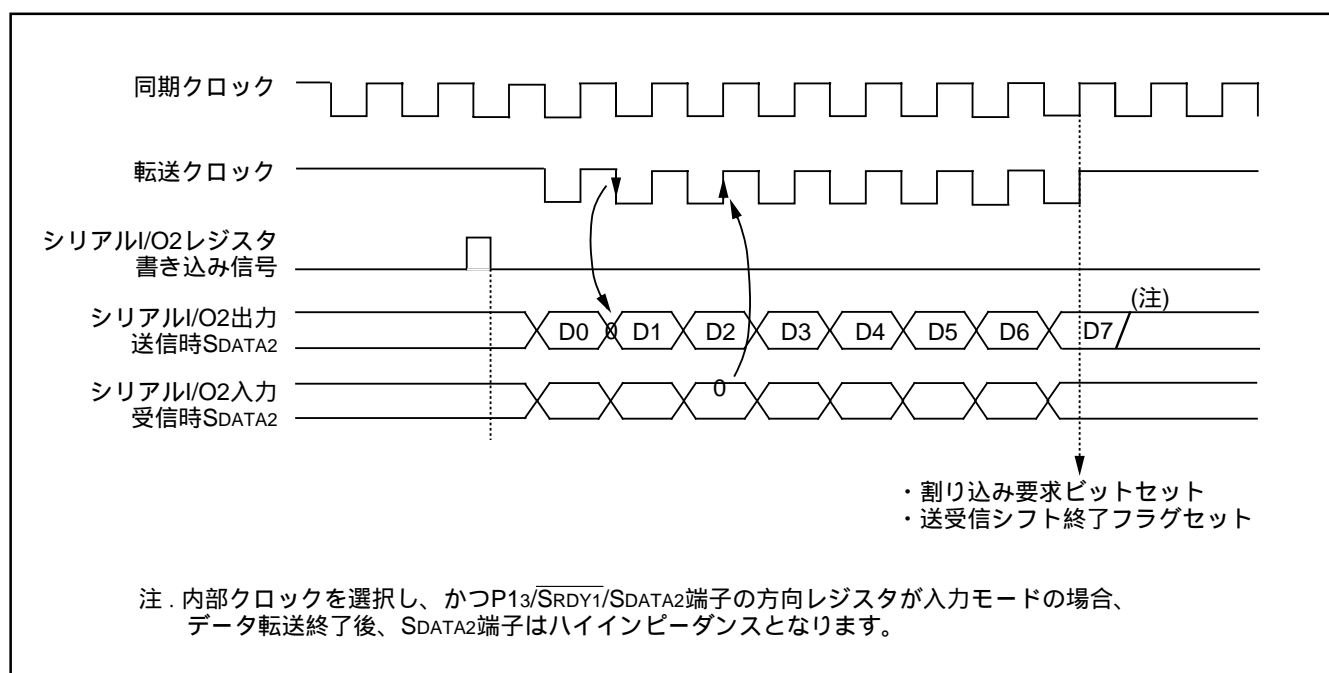 同期クロック
転送クロック
シリアルI/O2レジスタ
書き込み信号
シリアルI/O2出力
送信時SDATA2
D0 0 D1 D2 D3 D4 D5 D6 D7
(注)
シリアルI/O2入力
受信時SDATA2
0
・割り込み要求ビットセット
・送受信シフト終了フラグセット
注 . 内部クロックを選択し、かつP13/SRDY1/SDATA2端子の方向レジスタが入力モードの場合、
データ転送終了後、SDATA2端子はハイインピーダンスとなります。